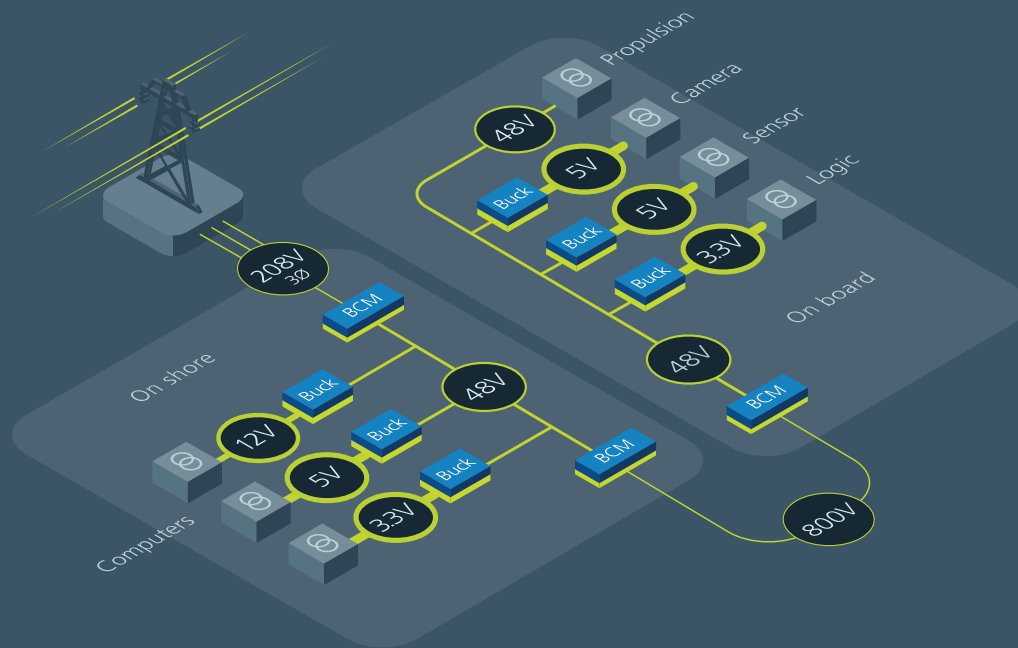 Propulsion
Camera
Sensor
Logic
48V
5V
5V
3.3V
Buck
Buck
Buck
On board
48V
BCM
800V
208V
3Ø
BCM
On shore
48V
Buck
Buck
Buck
BCM
12V
5V
3.3V
Computers